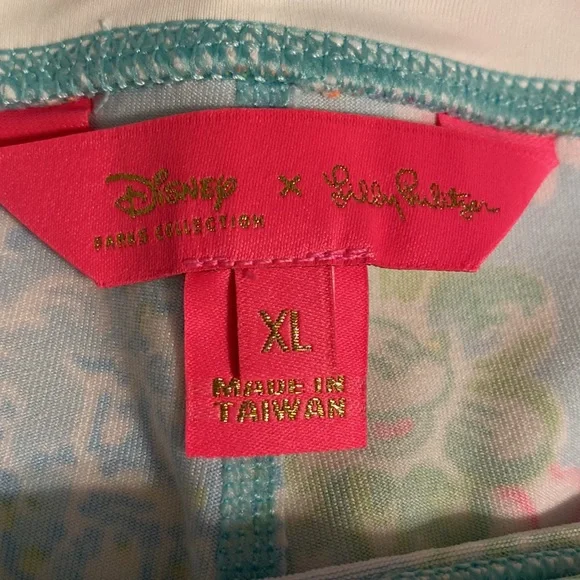 Disney x Lilly Pulitzer
PARKS COLLECTION
XL
MADE IN
TAIWAN